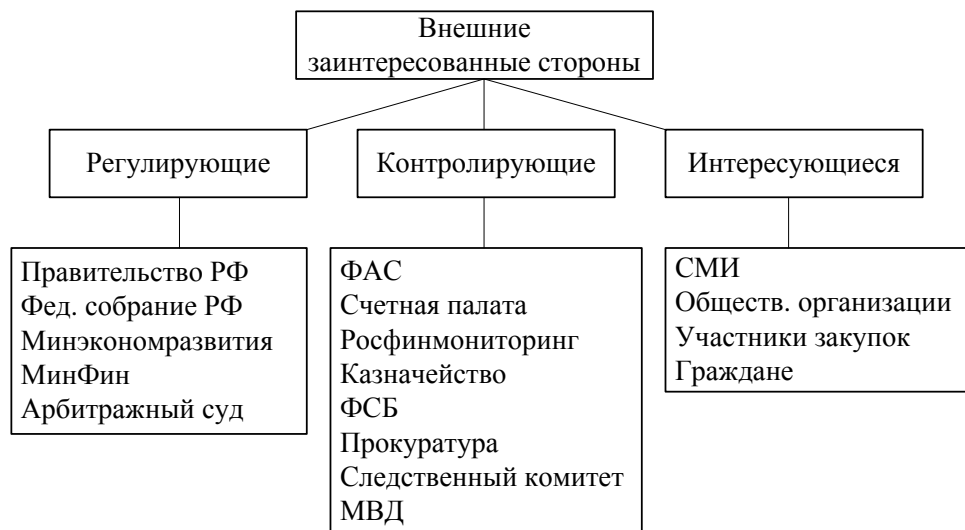 Внешние
заинтересованные стороны
Регулирующие
Контролирующие
Интересующиеся
Правительство РФ
Фед. собрание РФ
Минэкономразвития
МинФин
Арбитражный суд
ФАС
Счетная палата
Росфинмониторинг
Казначейство
ФСБ
Прокуратура
Следственный комитет
МВД
СМИ
Обществ. организации
Участники закупок
Граждане